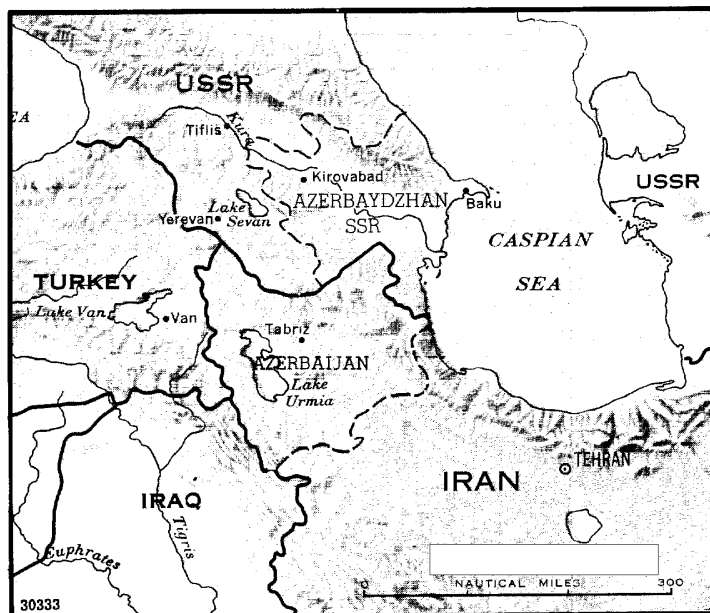 USSR
EA
Tiflis
Kura
Kirovabad
AZERBAYDZHAN
SSR
Baku
USSR
Lake
Sevan
Yerevan
CASPIAN
SEA
TURKEY
Lake Van
Van
Tabriz
AZERBAIJAN
Lake
Urmia
TEHRAN
IRAN
IRAQ
Tigris
Euphrates
0 300
NAUTICAL MILES
30333